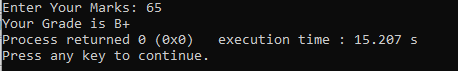 Enter Your Marks: 65
Your Grade is B+
Process returned 0 (0x0)   execution time : 15.207 s
Press any key to continue.